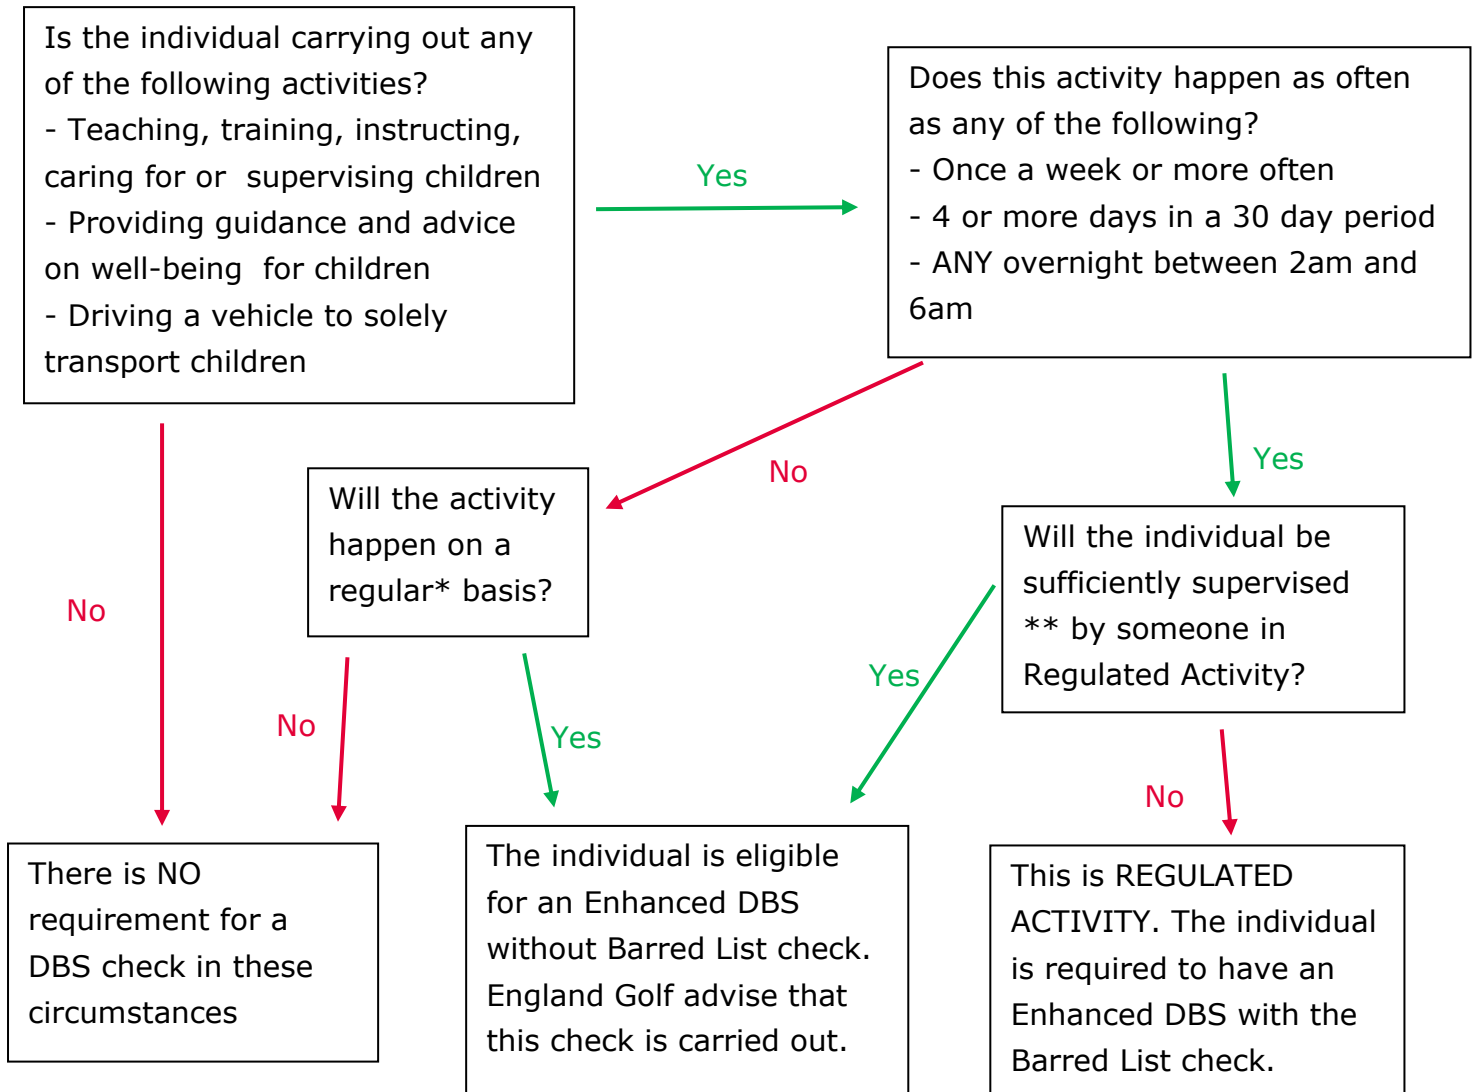 Is the individual carrying out any
of the following activities?
- Teaching, training, instructing,
caring for or  supervising children
- Providing guidance and advice
on well-being  for children
- Driving a vehicle to solely
transport children
Yes
Does this activity happen as often
as any of the following?
- Once a week or more often
- 4 or more days in a 30 day period
- ANY overnight between 2am and
6am
No
No
Yes
Will the activity
happen on a
regular* basis?
Will the individual be
sufficiently supervised
** by someone in
Regulated Activity?
No
Yes
Yes
No
There is NO
requirement for a
DBS check in these
circumstances
The individual is eligible
for an Enhanced DBS
without Barred List check.
England Golf advise that
this check is carried out.
This is REGULATED
ACTIVITY. The individual
is required to have an
Enhanced DBS with the
Barred List check.